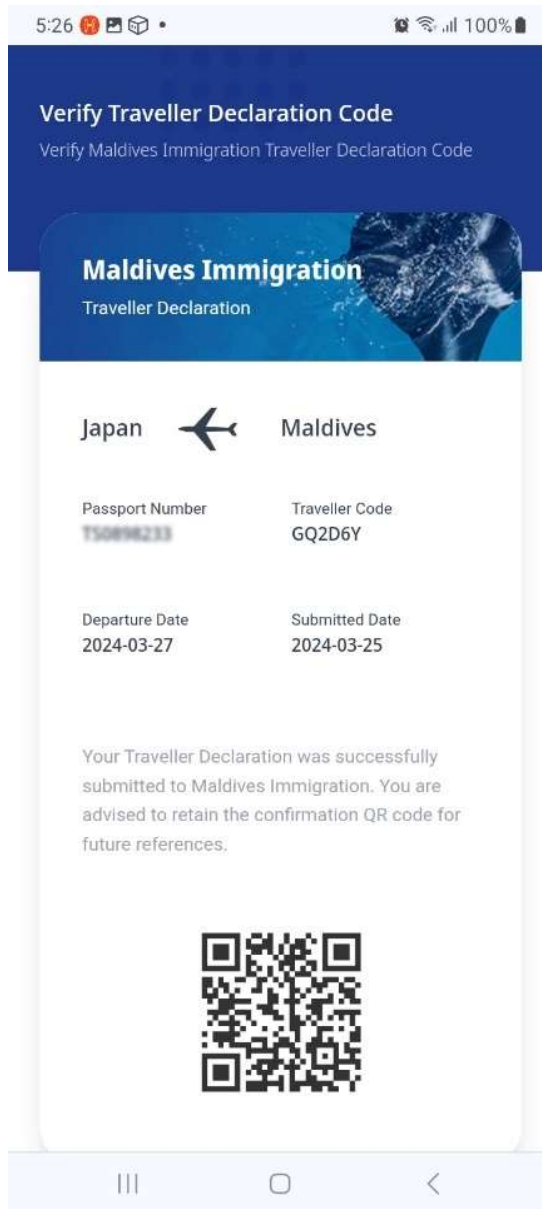 5:26
100%
Verify Traveller Declaration Code
Verify Maldives Immigration Traveller Declaration Code
Maldives Immigration
Traveller Declaration
Japan Maldives
Passport Number Traveller Code
GQ2D6Y
Departure Date Submitted Date
2024-03-27 2024-03-25
Your Traveller Declaration was successfully
submitted to Maldives Immigration. You are
advised to retain the confirmation QR code for
future references.